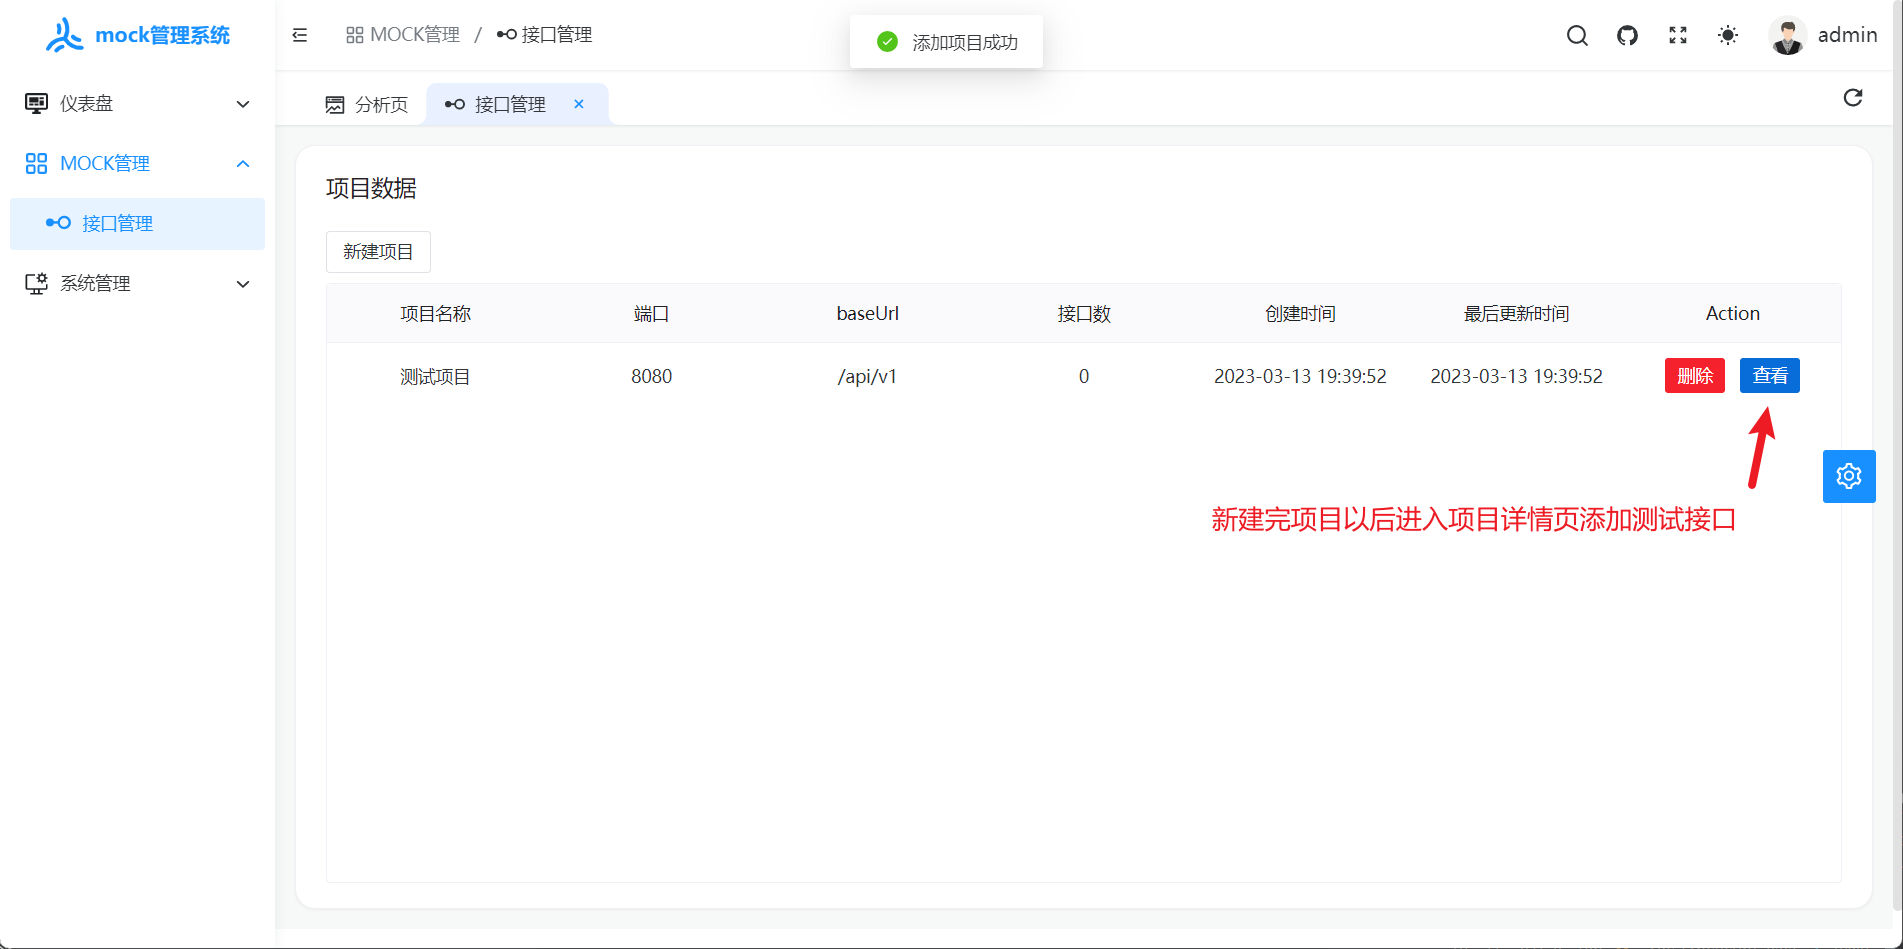 mock管理系统
MOCK管理 / 接口管理
添加项目成功
admin
仪表盘
MOCK管理
接口管理
系统管理
分析页
接口管理
项目数据
新建项目
项目名称 端口 baseUrl 接口数 创建时间 最后更新时间 Action
测试项目 8080 /api/v1 0 2023-03-13 19:39:52 2023-03-13 19:39:52 删除 查看
新建完项目以后进入项目详情页添加测试接口